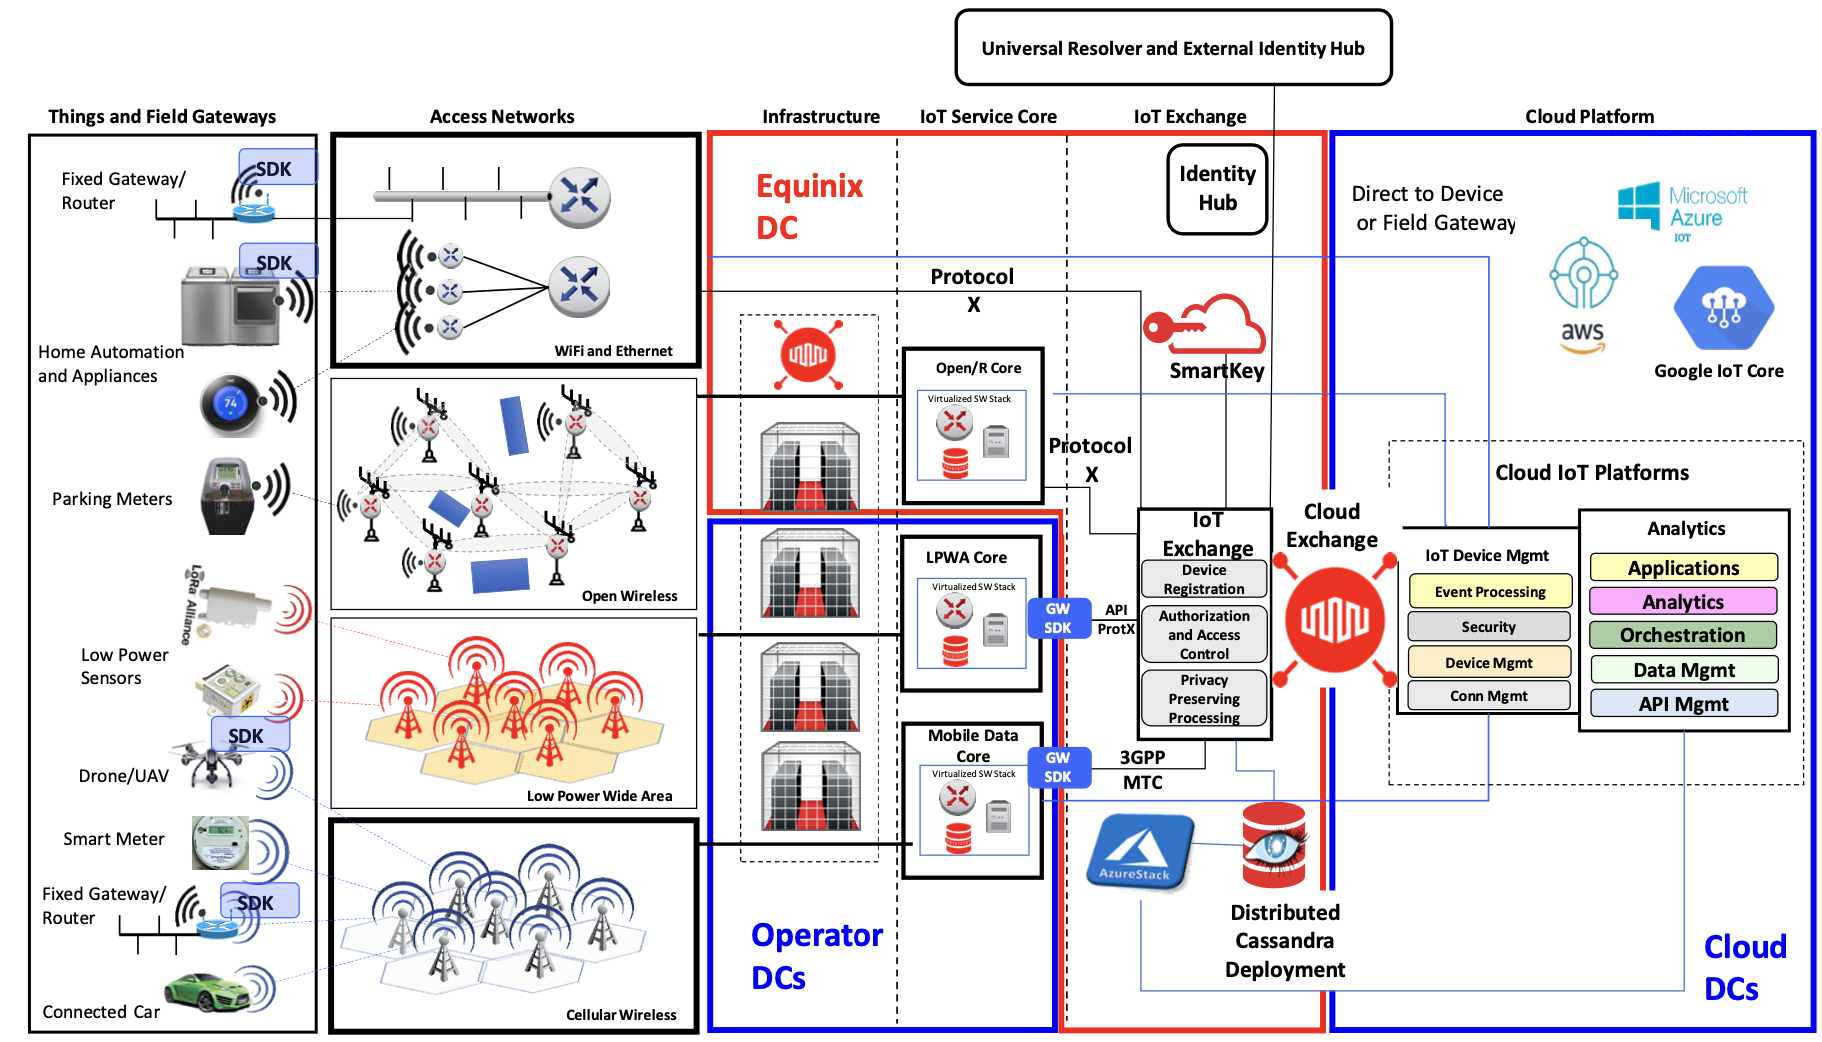 Universal Resolver and External Identity Hub
Things and Field Gateways
Access Networks
Infrastructure
IoT Service Core
IoT Exchange
Cloud Platform
SDK
Fixed Gateway/
Router
SDK
Home Automation
and Appliances
74
Parking Meters
LoRa Alliance
Low Power
Sensors
SDK
Drone/UAV
Smart Meter
Fixed Gateway/
Router
SDK
Connected Car
WiFi and Ethernet
Open Wireless
Low Power Wide Area
Cellular Wireless
Equinix
DC
Operator
DCs
Protocol
X
Open/R Core
Virtualized SW Stack
Protocol
X
LPWA Core
Virtualized SW Stack
GW
SDK
API
ProtX
Mobile Data
Core
Virtualized SW Stack
GW
SDK
3GPP
MTC
Identity
Hub
SmartKey
IoT
Exchange
Device
Registration
Authorization
and Access
Control
Privacy
Preserving
Processing
AzureStack
Distributed
Cassandra
Deployment
Cloud
Exchange
Direct to Device
or Field Gateway
Microsoft
Azure
IOT
aws
Google IoT Core
Cloud IoT Platforms
IoT Device Mgmt
Event Processing
Security
Device Mgmt
Conn Mgmt
Analytics
Applications
Analytics
Orchestration
Data Mgmt
API Mgmt
Cloud
DCs